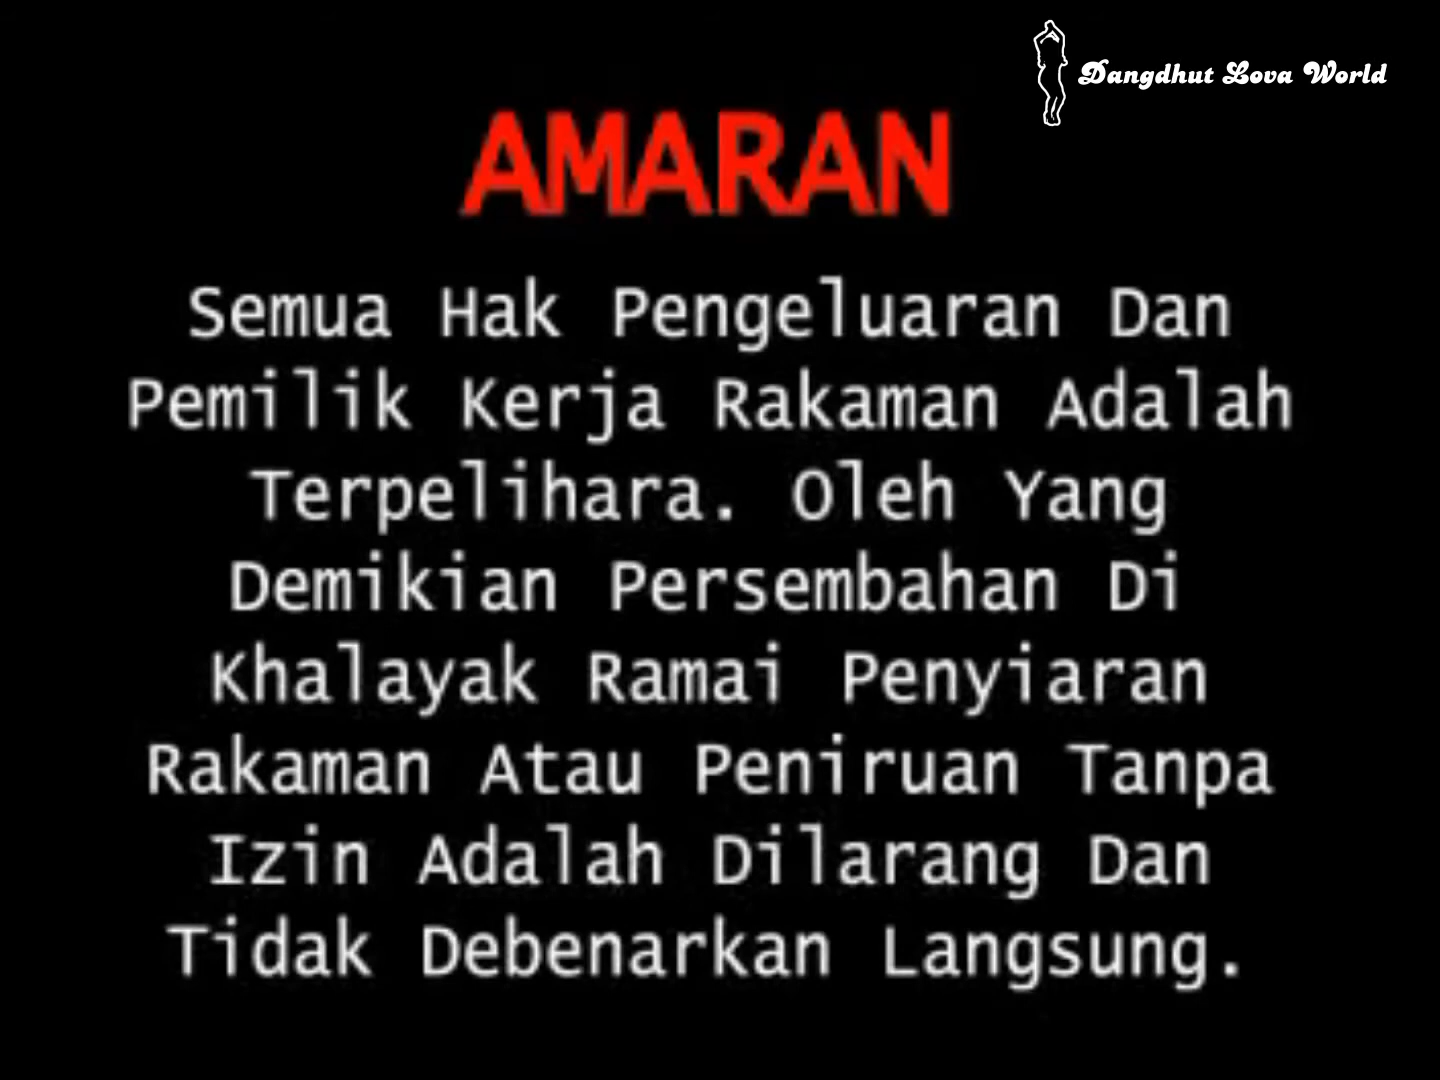 Dangdhut Lova World
AMARAN
Semua Hak Pengeluaran Dan
Pemilik Kerja Rakaman Adalah
Terpelihara. Oleh Yang
Demikian Persembahan Di
Khalayak Ramai Penyiaran
Rakaman Atau Peniruan Tanpa
Izin Adalah Dilarang Dan
Tidak Debenarkan Langsung.